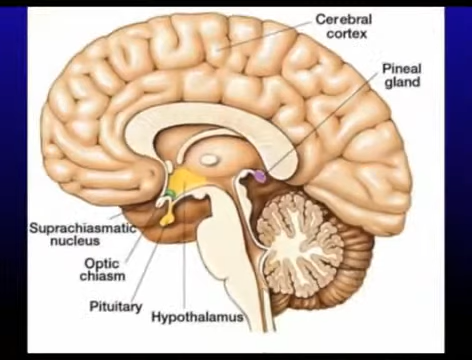 Cerebral
cortex
Pineal
gland
Suprachiasmatic
nucleus
Optic
chiasm
Pituitary
Hypothalamus